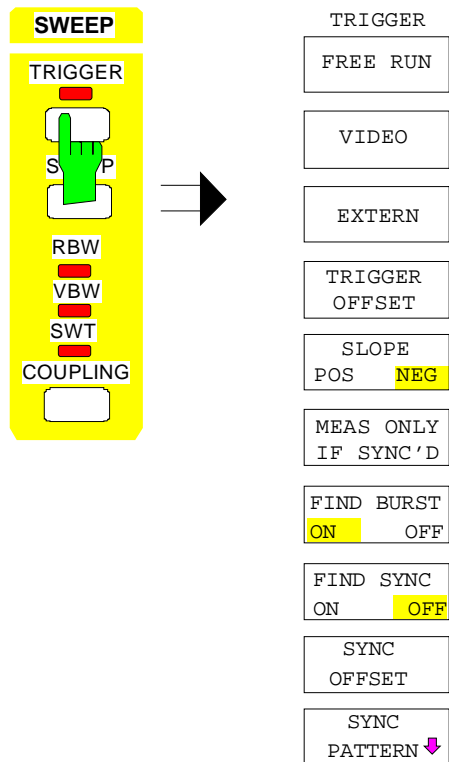 SWEEP
TRIGGER
RBW
VBW
SWT
COUPLING
TRIGGER
FREE RUN
VIDEO
EXTERN
TRIGGER
OFFSET
SLOPE
POS NEG
MEAS ONLY
IF SYNC'D
FIND BURST
ON OFF
FIND SYNC
ON OFF
SYNC
OFFSET
SYNC
PATTERN